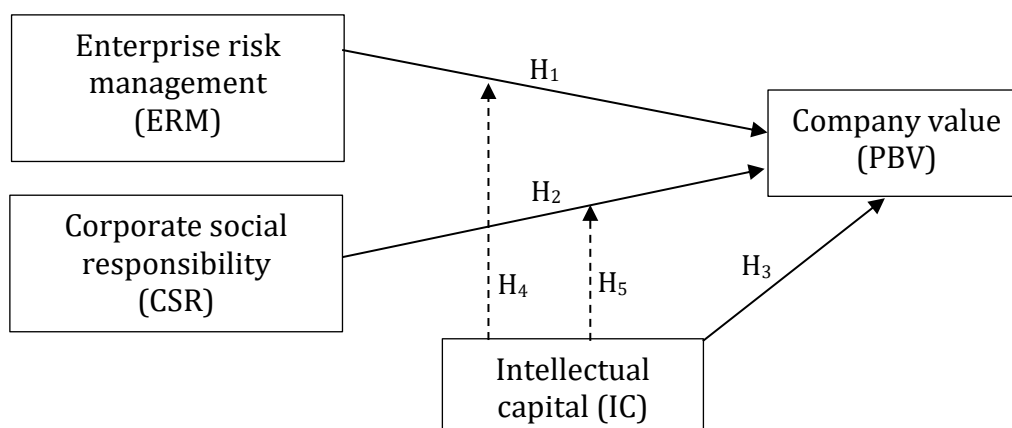 Enterprise risk
management
(ERM)
H₁
Company value
(PBV)
Corporate social
responsibility
(CSR)
H₂
H₃
H₄
H₅
Intellectual
capital (IC)